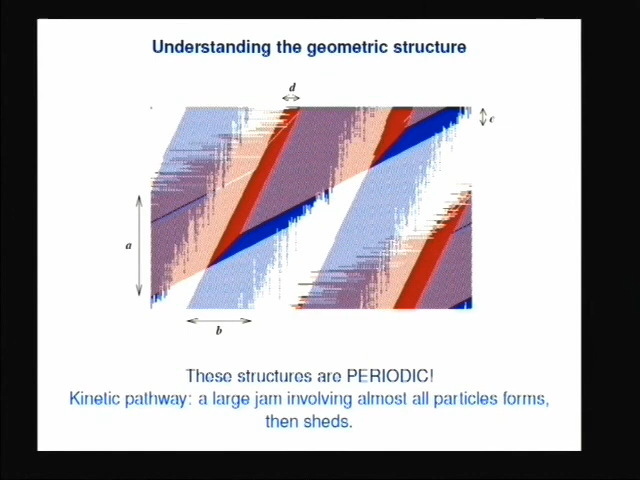 Understanding the geometric structure
d
c
a
b
These structures are PERIODIC!
Kinetic pathway: a large jam involving almost all particles forms,
then sheds.